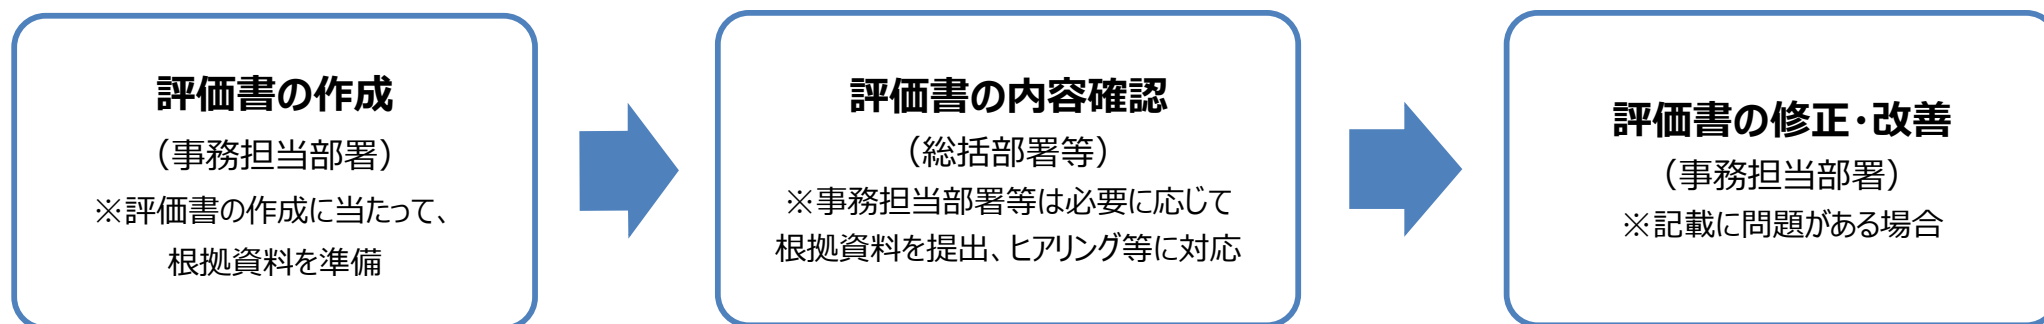 評価書の作成
（事務担当部署）
※評価書の作成に当たって、
根拠資料を準備
評価書の内容確認
（総括部署等）
※事務担当部署等は必要に応じて
根拠資料を提出、ヒアリング等に対応
評価書の修正・改善
（事務担当部署）
※記載に問題がある場合